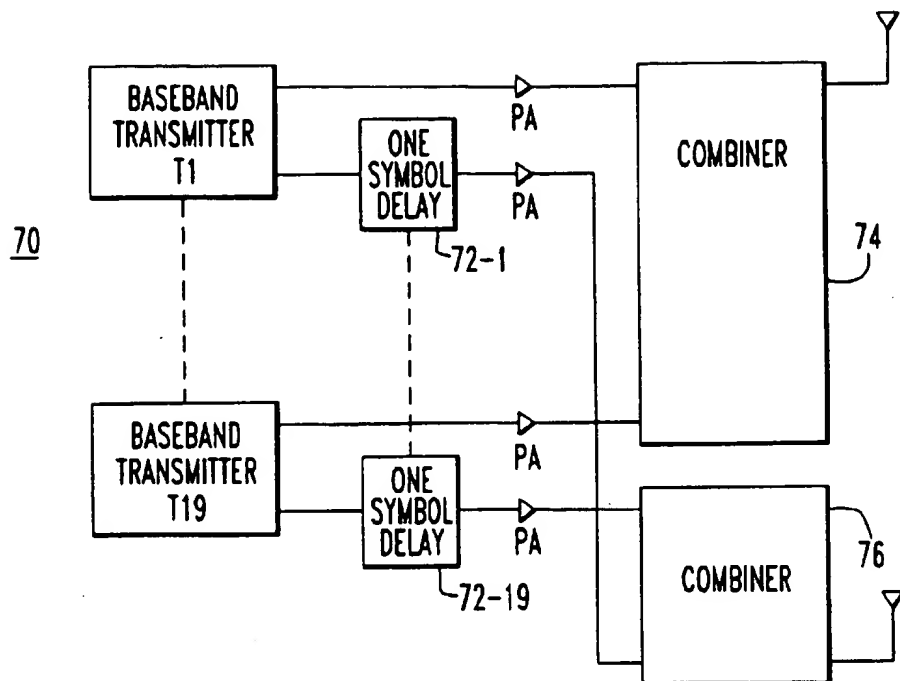 BASEBAND
TRANSMITTER
T1
ONE
SYMBOL
DELAY
PA
PA
COMBINER
70
72-1
74
BASEBAND
TRANSMITTER
T19
ONE
SYMBOL
DELAY
PA
PA
COMBINER
72-19
76